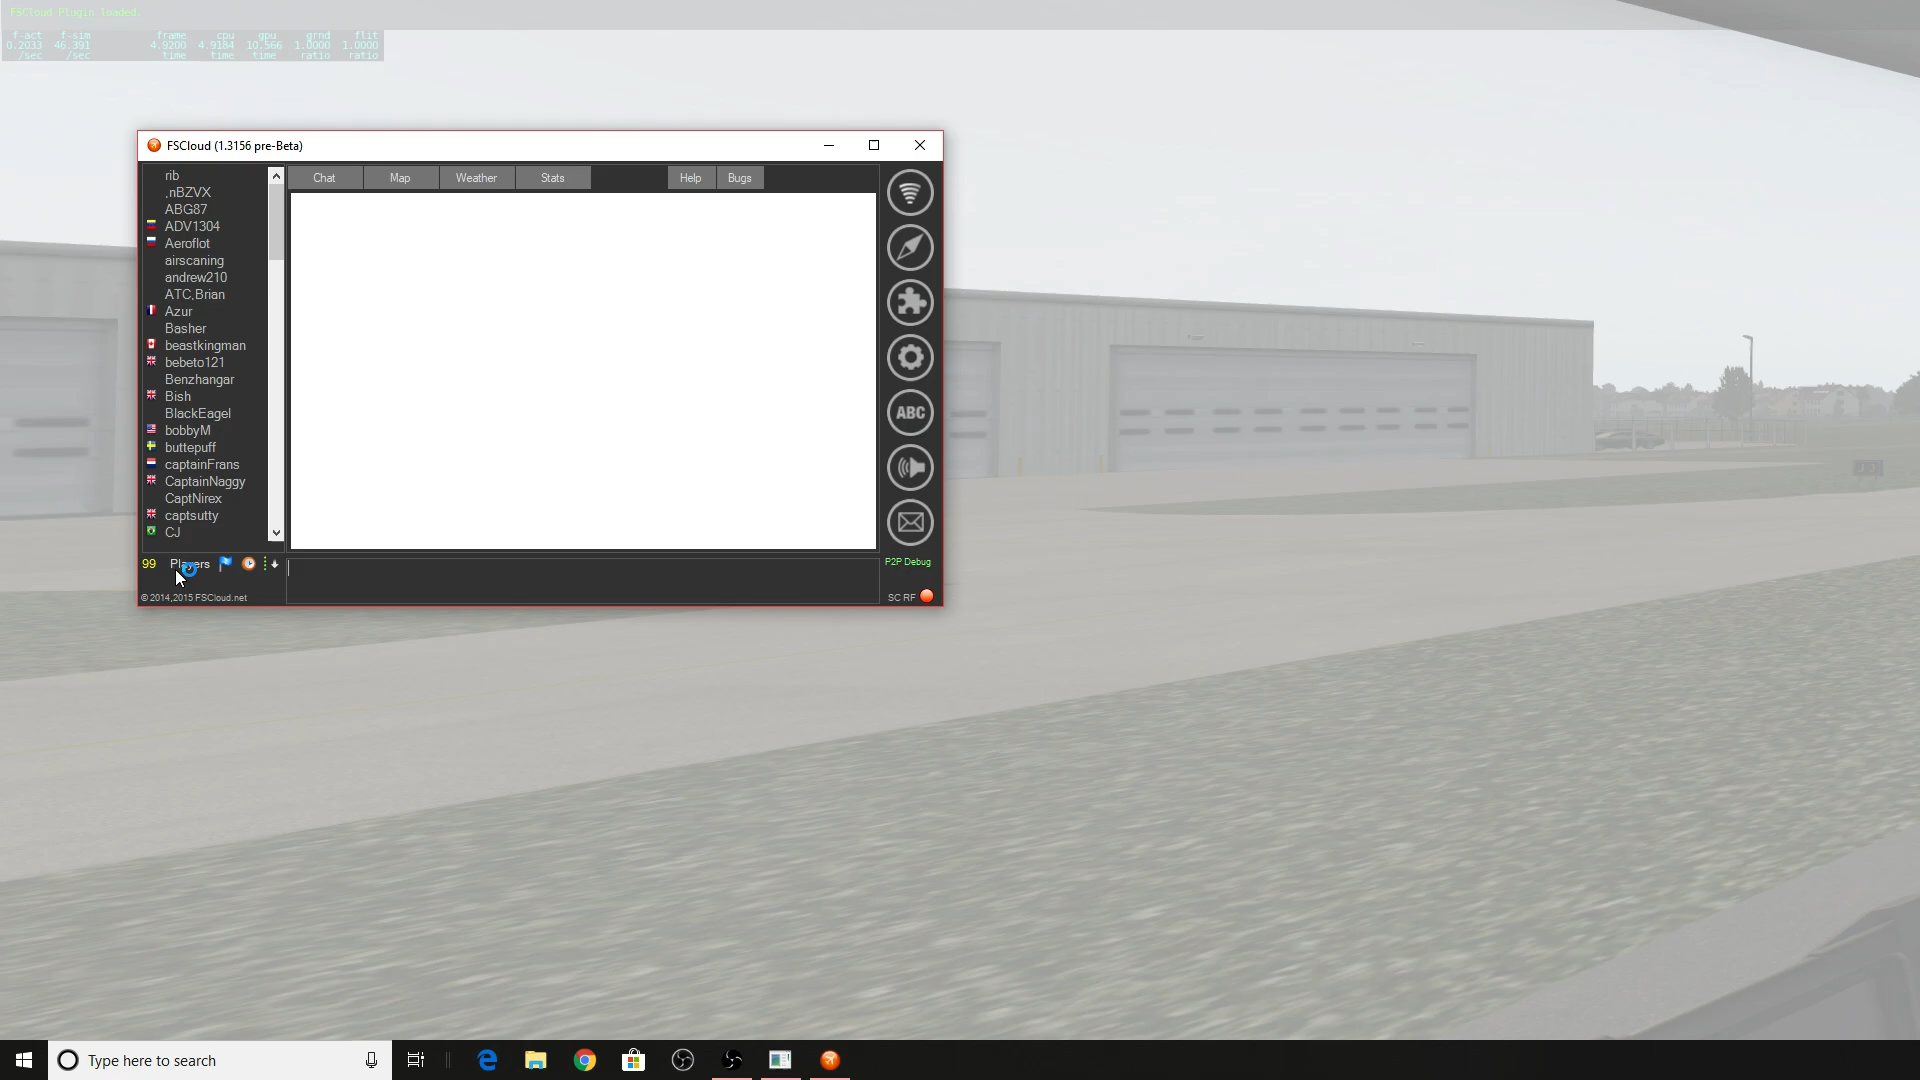 FSCloud Plugin loaded.
f-act f-sim frame cpu gpu grnd flit
0.2033 46.391 4.9200 4.9184 10.566 1.0000 1.0000
/sec /sec time time time ratio ratio
FSCloud (1.3156 pre-Beta)
Chat Map Weather Stats Help Bugs
rib
.nBZVX
ABG87
ADV1304
Aeroflot
airscaning
andrew210
ATC.Brian
Azur
Basher
beastkingman
bebeto121
Benzhangar
Bish
BlackEagel
bobbyM
buttepuff
captainFrans
CaptainNaggy
CaptNirex
captsutty
CJ
ABC
99 Players
P2P Debug
© 2014,2015 FSCloud.net
SC RF
Type here to search